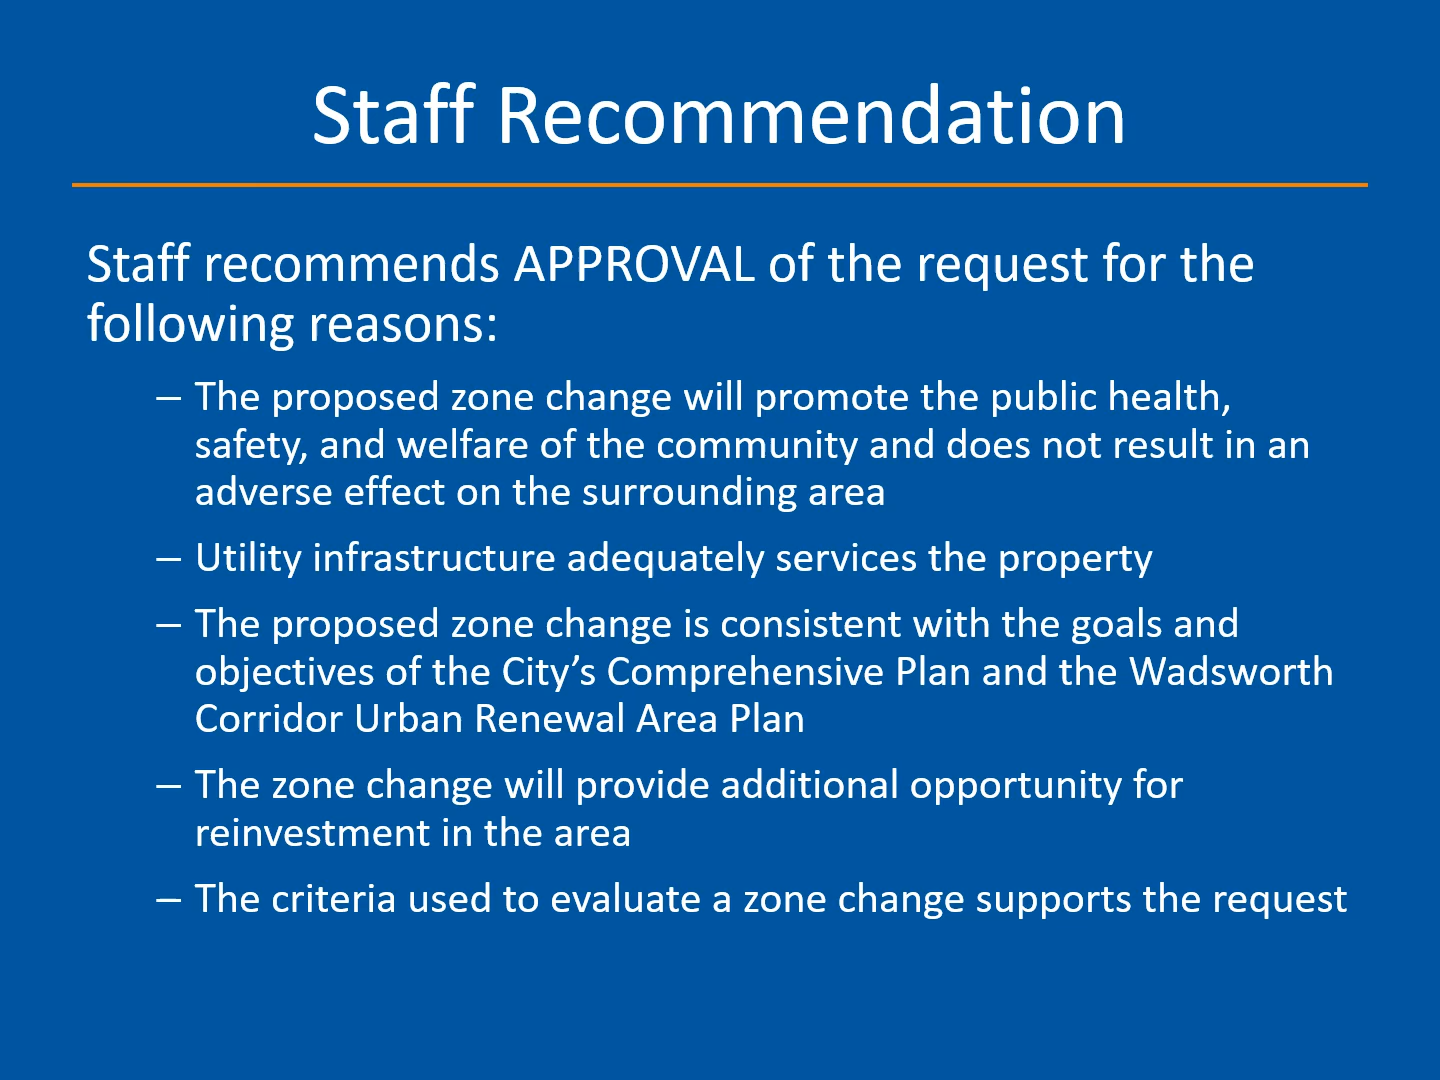 Staff Recommendation
Staff recommends APPROVAL of the request for the
following reasons:
– The proposed zone change will promote the public health,
safety, and welfare of the community and does not result in an
adverse effect on the surrounding area
– Utility infrastructure adequately services the property
– The proposed zone change is consistent with the goals and
objectives of the City’s Comprehensive Plan and the Wadsworth
Corridor Urban Renewal Area Plan
– The zone change will provide additional opportunity for
reinvestment in the area
– The criteria used to evaluate a zone change supports the request